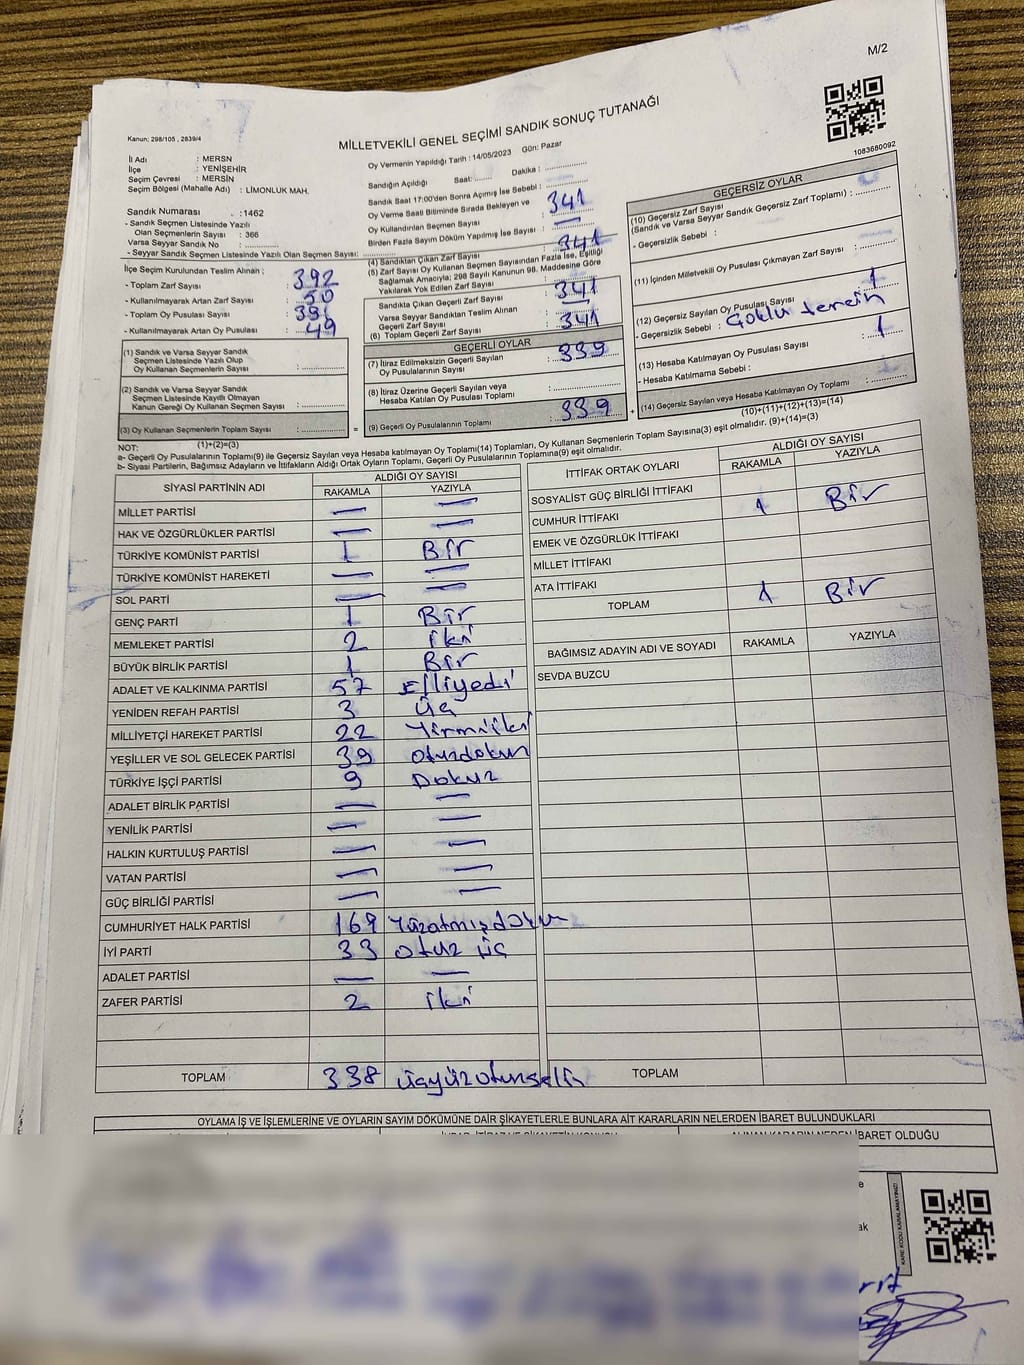 M/2
Kanun: 298/105 , 2839/4
MİLLETVEKİLİ GENEL SEÇİMİ SANDIK SONUÇ TUTANAĞI
1083680092
İl Adı : MERSN
İlçe : YENİŞEHİR
Seçim Çevresi : MERSİN
Seçim Bölgesi (Mahalle Adı) : LİMONLUK MAH.
Sandık Numarası :1462
- Sandık Seçmen Listesinde Yazılı
Olan Seçmenlerin Sayısı : 366
Varsa Seyyar Sandık No :
- Seyyar Sandık Seçmen Listesinde Yazılı Olan Seçmen Sayısı:
İlçe Seçim Kurulundan Teslim Alınan ;
- Toplam Zarf Sayısı : 392
- Kullanılmayarak Artan Zarf Sayısı : 50
- Toplam Oy Pusulası Sayısı : 391
- Kullanılmayarak Artan Oy Pusulası : 49
(1) Sandık ve Varsa Seyyar Sandık
Seçmen Listesinde Yazılı Olup
Oy Kullanan Seçmenlerin Sayısı :
(2) Sandık ve Varsa Seyyar Sandık
Seçmen Listesinde Kayıtlı Olmayan
Kanun Gereği Oy Kullanan Seçmen Sayısı :
(3) Oy Kullanan Seçmenlerin Toplam Sayısı :
(1)+(2)=(3)
Oy Vermenin Yapıldığı Tarih : 14/05/2023 Gün: Pazar
Sandığın Açıldığı Saat: Dakika :
Sandık Saat 17:00'den Sonra Açımış İse Sebebi :
Oy Verme Saati Bitiminde Sırada Bekleyen ve
Oy Kullandırılan Seçmen Sayısı : 341
Birden Fazla Sayım Döküm Yapılmış İse Sayısı : —
(4) Sandıktan Çıkan Zarf Sayısı : 341
(5) Zarf Sayısı Oy Kullanan Seçmen Sayısından Fazla İse, Eşitliği
Sağlamak Amacıyla; 298 Sayılı Kanunun 98. Maddesine Göre
Yakılarak Yok Edilen Zarf Sayısı : —
Sandıkta Çıkan Geçerli Zarf Sayısı : 341
Varsa Seyyar Sandıktan Teslim Alınan
Geçerli Zarf Sayısı : —
(6) Toplam Geçerli Zarf Sayısı : 341
GEÇERLİ OYLAR
(7) İtiraz Edilmeksizin Geçerli Sayılan
Oy Pusulalarının Sayısı : 339
(8) İtiraz Üzerine Geçerli Sayılan veya
Hesaba Katılan Oy Pusulası Toplamı :
(9) Geçerli Oy Pusulalarının Toplamı : 339
GEÇERSİZ OYLAR
(10) Geçersiz Zarf Sayısı
(Sandık ve Varsa Seyyar Sandık Geçersiz Zarf Toplamı) :
- Geçersizlik Sebebi :
(11) İçinden Milletvekili Oy Pusulası Çıkmayan Zarf Sayısı :
(12) Geçersiz Sayılan Oy Pusulası Sayısı : 1
- Geçersizlik Sebebi : Çoklu tercih
(13) Hesaba Katılmayan Oy Pusulası Sayısı : 1
- Hesaba Katılmama Sebebi :
(14) Geçersiz Sayılan veya Hesaba Katılmayan Oy Toplamı :
(10)+(11)+(12)+(13)=(14)
NOT:
a- Geçerli Oy Pusulalarının Toplamı(9) ile Geçersiz Sayılan veya Hesaba katılmayan Oy Toplamı(14) Toplamları, Oy Kullanan Seçmenlerin Toplam Sayısına(3) eşit olmalıdır. (9)+(14)=(3)
b- Siyasi Partilerin, Bağımsız Adayların ve İttifakların Aldığı Ortak Oyların Toplamı, Geçerli Oy Pusulalarının Toplamına(9) eşit olmalıdır.
SİYASİ PARTİNİN ADI ALDIĞI OY SAYISI
RAKAMLA YAZIYLA
MİLLET PARTİSİ — —
HAK VE ÖZGÜRLÜKLER PARTİSİ — —
TÜRKİYE KOMÜNİST PARTİSİ 1 Bir
TÜRKİYE KOMÜNİST HAREKETİ — —
SOL PARTİ — —
GENÇ PARTİ 1 Bir
MEMLEKET PARTİSİ 2 iki
BÜYÜK BİRLİK PARTİSİ 1 Bir
ADALET VE KALKINMA PARTİSİ 57 Elliyedi
YENİDEN REFAH PARTİSİ 3 üç
MİLLİYETÇİ HAREKET PARTİSİ 22 Yirmiiki
YEŞİLLER VE SOL GELECEK PARTİSİ 39 otuzdokuz
TÜRKİYE İŞÇİ PARTİSİ 9 Dokuz
ADALET BİRLİK PARTİSİ — —
YENİLİK PARTİSİ — —
HALKIN KURTULUŞ PARTİSİ — —
VATAN PARTİSİ — —
GÜÇ BİRLİĞİ PARTİSİ — —
CUMHURİYET HALK PARTİSİ 169 Yüzatmışdokuz
İYİ PARTİ 33 otuz üç
ADALET PARTİSİ — —
ZAFER PARTİSİ 2 iki
TOPLAM 338 üçyüzotuzsekiz
İTTİFAK ORTAK OYLARI ALDIĞI OY SAYISI
RAKAMLA YAZIYLA
SOSYALİST GÜÇ BİRLİĞİ İTTİFAKI
CUMHUR İTTİFAKI 1 Bir
EMEK VE ÖZGÜRLÜK İTTİFAKI
MİLLET İTTİFAKI
ATA İTTİFAKI
TOPLAM 1 Bir
BAĞIMSIZ ADAYIN ADI VE SOYADI RAKAMLA YAZIYLA
SEVDA BUZCU
TOPLAM
OYLAMA İŞ VE İŞLEMLERİNE VE OYLARIN SAYIM DÖKÜMÜNE DAİR ŞİKAYETLERLE BUNLARA AİT KARARLARIN NELERDEN İBARET BULUNDUKLARI
İBARET OLDUĞU
KARE KODU KARALAMAYINIZ!